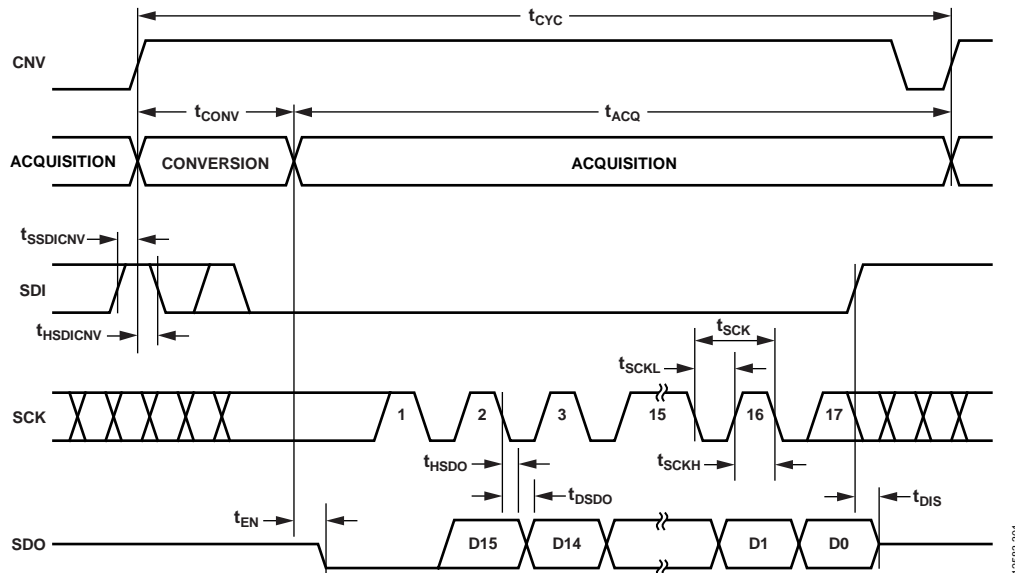 tCYC
CNV
tCONV
tACQ
ACQUISITION
CONVERSION
ACQUISITION
tSSDICNV
SDI
tHSDICNV
tSCK
tSCKL
SCK
1
2
3
15
16
17
tHSDO
tSCKH
tDSDO
tDIS
tEN
SDO
D15
D14
D1
D0